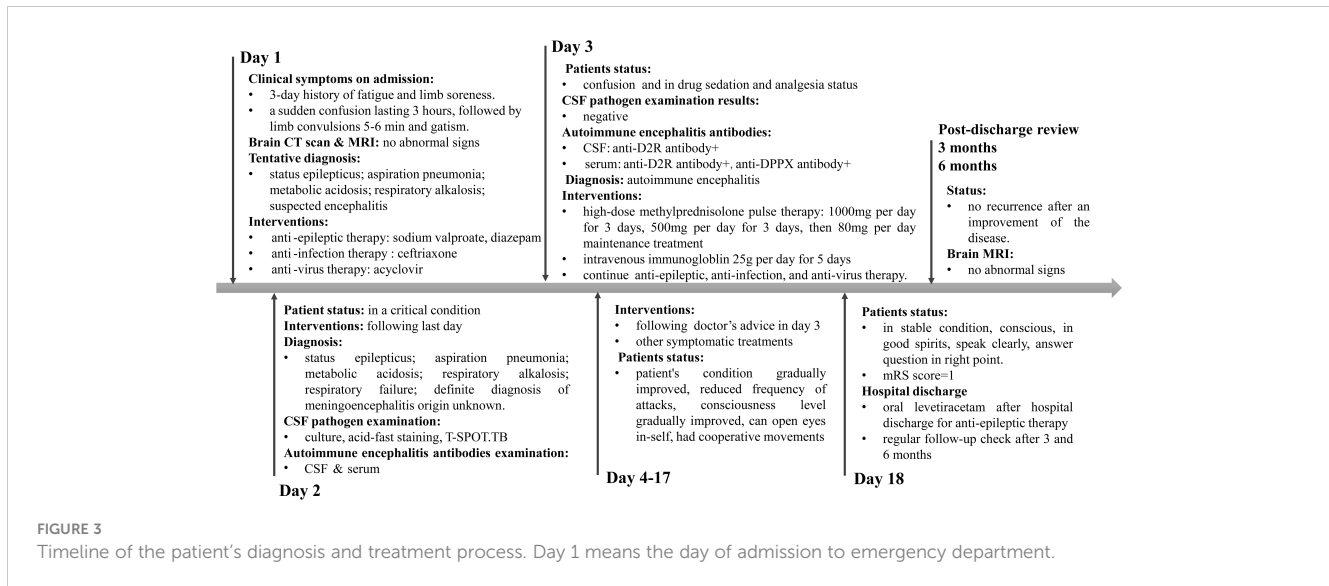 Day 1
Clinical symptoms on admission:
• 3-day history of fatigue and limb soreness.
• a sudden confusion lasting 3 hours, followed by
limb convulsions 5-6 min and gatism.
Brain CT scan & MRI: no abnormal signs
Tentative diagnosis:
• status epilepticus; aspiration pneumonia;
metabolic acidosis; respiratory alkalosis;
suspected encephalitis
Interventions:
• anti-epileptic therapy: sodium valproate, diazepam
• anti-infection therapy : ceftriaxone
• anti-virus therapy: acyclovir
Day 3
Patients status:
• confusion and in drug sedation and analgesia status
CSF pathogen examination results:
• negative
Autoimmune encephalitis antibodies:
• CSF: anti-D2R antibody+
• serum: anti-D2R antibody+, anti-DPPX antibody+
Diagnosis: autoimmune encephalitis
Interventions:
• high-dose methylprednisolone pulse therapy: 1000mg per day
for 3 days, 500mg per day for 3 days, then 80mg per day
maintenance treatment
• intravenous immunoglobin 25g per day for 5 days
• continue anti-epileptic, anti-infection, and anti-virus therapy.
Post-discharge review
3 months
6 months
Status:
• no recurrence after an
improvement of the
disease.
Brain MRI:
• no abnormal signs
Patient status: in a critical condition
Interventions: following last day
Diagnosis:
• status epilepticus; aspiration pneumonia;
metabolic acidosis; respiratory alkalosis;
respiratory failure; definite diagnosis of
meningoencephalitis origin unknown.
CSF pathogen examination:
• culture, acid-fast staining, T-SPOT.TB
Autoimmune encephalitis antibodies examination:
• CSF & serum
Day 2
Interventions:
• following doctor's advice in day 3
• other symptomatic treatments
Patients status:
• patient's condition gradually
improved, reduced frequency of
attacks, consciousness level
gradually improved, can open eyes
in-self, had cooperative movements
Day 4-17
Patients status:
• in stable condition, conscious, in
good spirits, speak clearly, answer
question in right point.
• mRS score=1
Hospital discharge
• oral levetiracetam after hospital
discharge for anti-epileptic therapy
• regular follow-up check after 3 and
6 months
Day 18
FIGURE 3
Timeline of the patient's diagnosis and treatment process. Day 1 means the day of admission to emergency department.